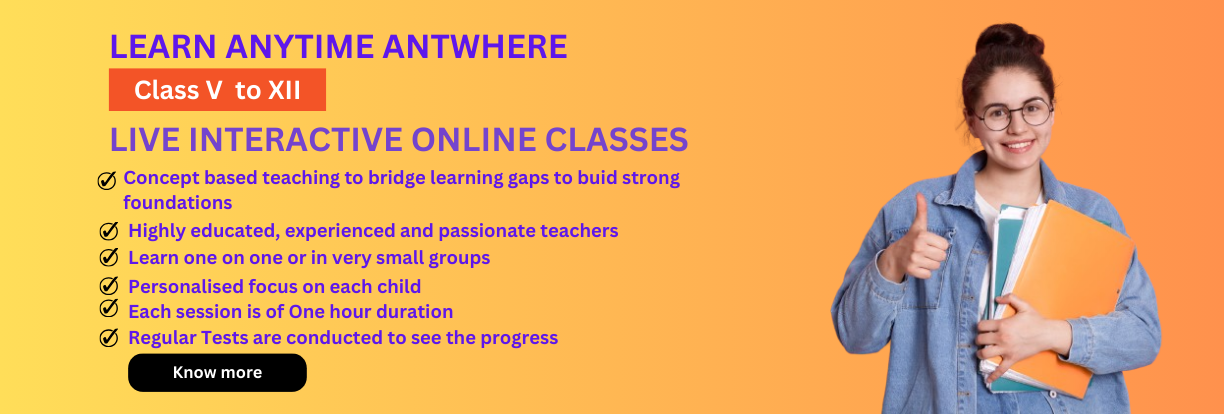 LEARN ANYTIME ANTWHERE
Class V to XII
LIVE INTERACTIVE ONLINE CLASSES
Concept based teaching to bridge learning gaps to buid strong
foundations
Highly educated, experienced and passionate teachers
Learn one on one or in very small groups
Personalised focus on each child
Each session is of One hour duration
Regular Tests are conducted to see the progress
Know more